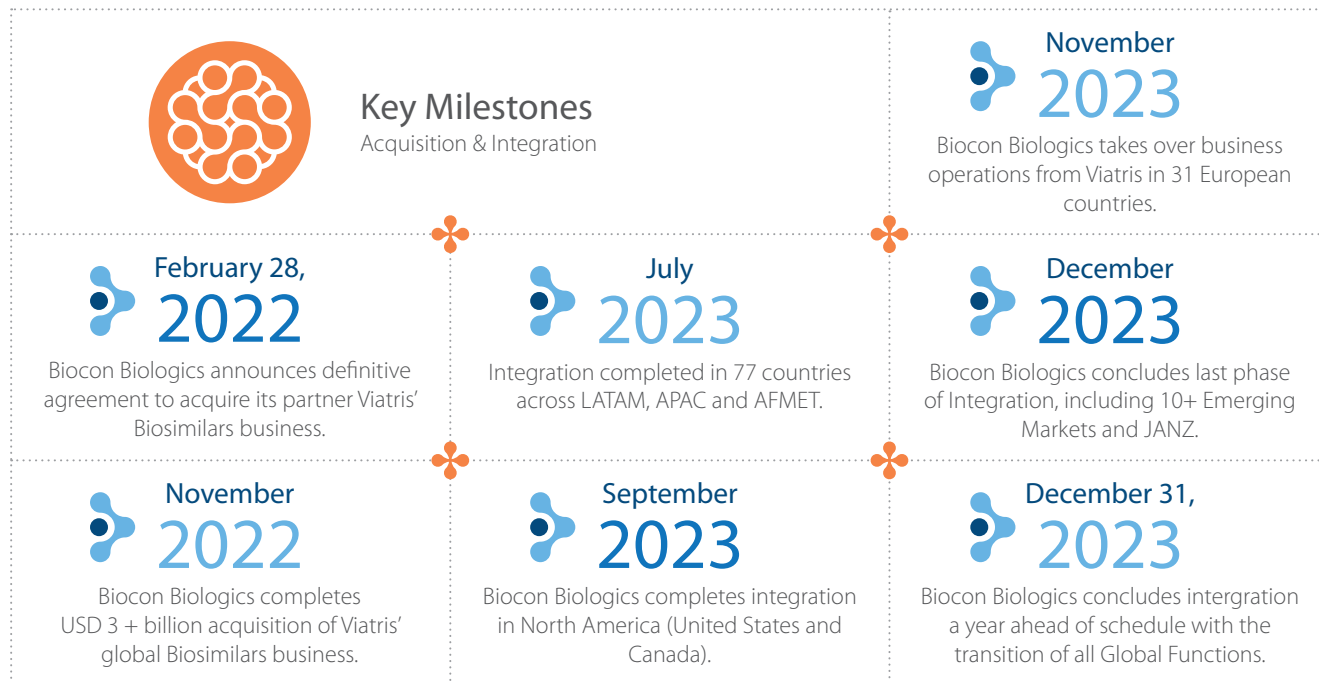 Key Milestones
Acquisition & Integration
February 28,
2022
Biocon Biologics announces definitive
agreement to acquire its partner Viatris’
Biosimilars business.
November
2022
Biocon Biologics completes
USD 3 + billion acquisition of Viatris’
global Biosimilars business.
July
2023
Integration completed in 77 countries
across LATAM, APAC and AFMET.
September
2023
Biocon Biologics completes integration
in North America (United States and
Canada).
November
2023
Biocon Biologics takes over business
operations from Viatris in 31 European
countries.
December
2023
Biocon Biologics concludes last phase
of Integration, including 10+ Emerging
Markets and JANZ.
December 31,
2023
Biocon Biologics concludes intergration
a year ahead of schedule with the
transition of all Global Functions.